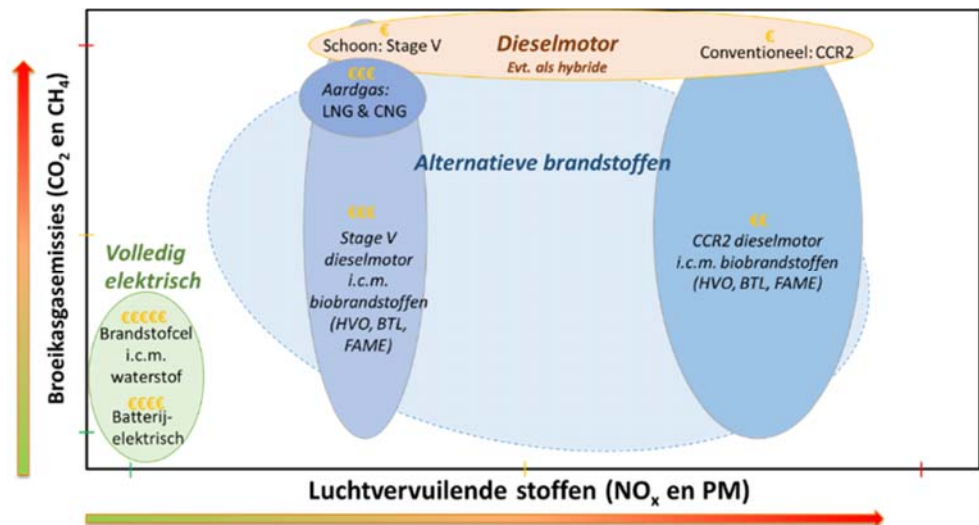 Broeikasgasemissies (CO₂ en CH₄)
€
Schoon: Stage V
Dieselmotor
Evt. als hybride
€
Conventioneel: CCR2
€€€
Aardgas:
LNG & CNG
Alternatieve brandstoffen
€€€
Stage V
dieselmotor
i.c.m.
biobrandstoffen
(HVO, BTL,
FAME)
€€
CCR2 dieselmotor
i.c.m. biobrandstoffen
(HVO, BTL, FAME)
Volledig
elektrisch
€€€€€
Brandstofcel
i.c.m.
waterstof
€€€€
Batterij-
elektrisch
Luchtvervuilende stoffen (NOₓ en PM)